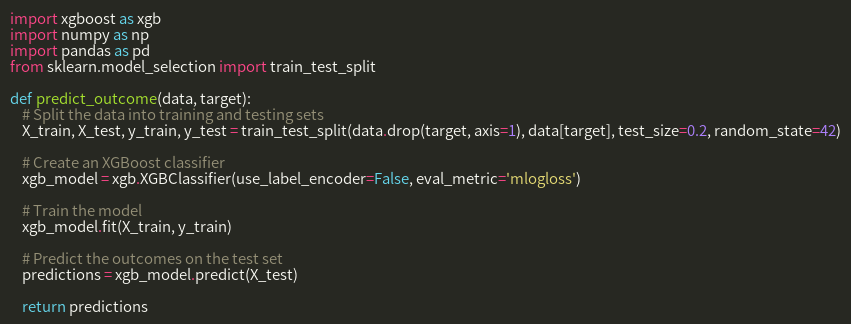 import xgboost as xgb
import numpy as np
import pandas as pd
from sklearn.model_selection import train_test_split
def predict_outcome(data, target):
# Split the data into training and testing sets
X_train, X_test, y_train, y_test = train_test_split(data.drop(target, axis=1), data[target], test_size=0.2, random_state=42)
# Create an XGBoost classifier
xgb_model = xgb.XGBClassifier(use_label_encoder=False, eval_metric='mlogloss')
# Train the model
xgb_model.fit(X_train, y_train)
# Predict the outcomes on the test set
predictions = xgb_model.predict(X_test)
return predictions